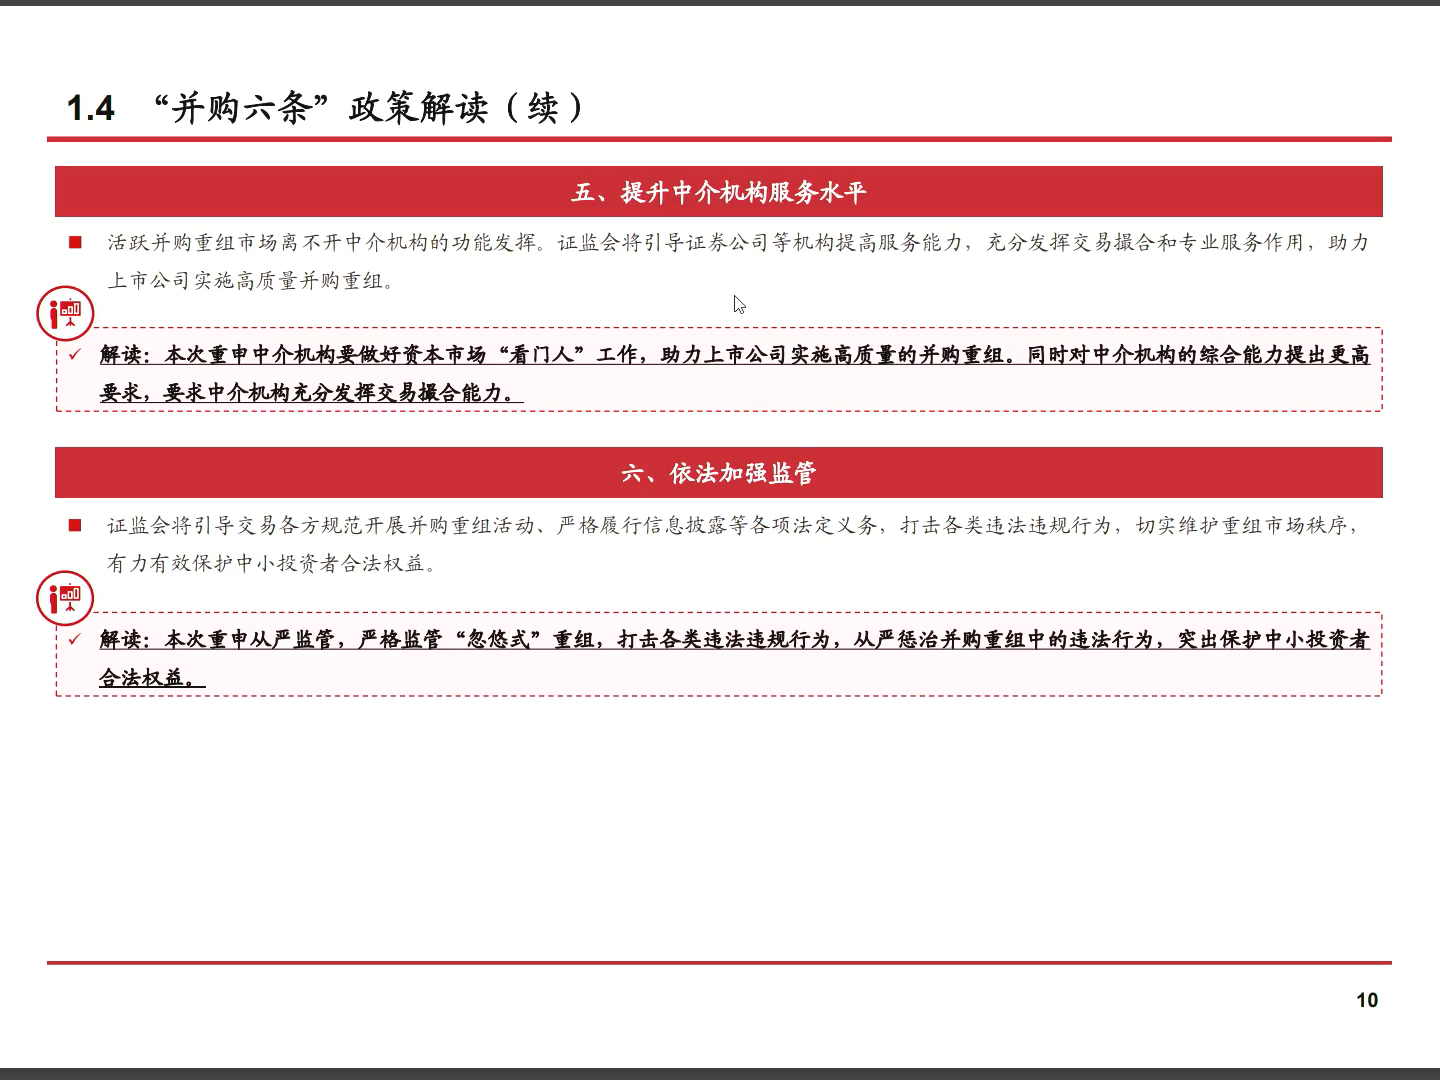 1.4 “并购六条”政策解读（续）
五、提升中介机构服务水平
■ 活跃并购重组市场离不开中介机构的功能发挥。证监会将引导证券公司等机构提高服务能力，充分发挥交易撮合和专业服务作用，助力
上市公司实施高质量并购重组。
✓ 解读：本次重申中介机构要做好资本市场“看门人”工作，助力上市公司实施高质量的并购重组。同时对中介机构的综合能力提出更高
要求，要求中介机构充分发挥交易撮合能力。
六、依法加强监管
■ 证监会将引导交易各方规范开展并购重组活动、严格履行信息披露等各项法定义务，打击各类违法违规行为，切实维护重组市场秩序，
有力有效保护中小投资者合法权益。
✓ 解读：本次重申从严监管，严格监管“忽悠式”重组，打击各类违法违规行为，从严惩治并购重组中的违法行为，突出保护中小投资者
合法权益。
10